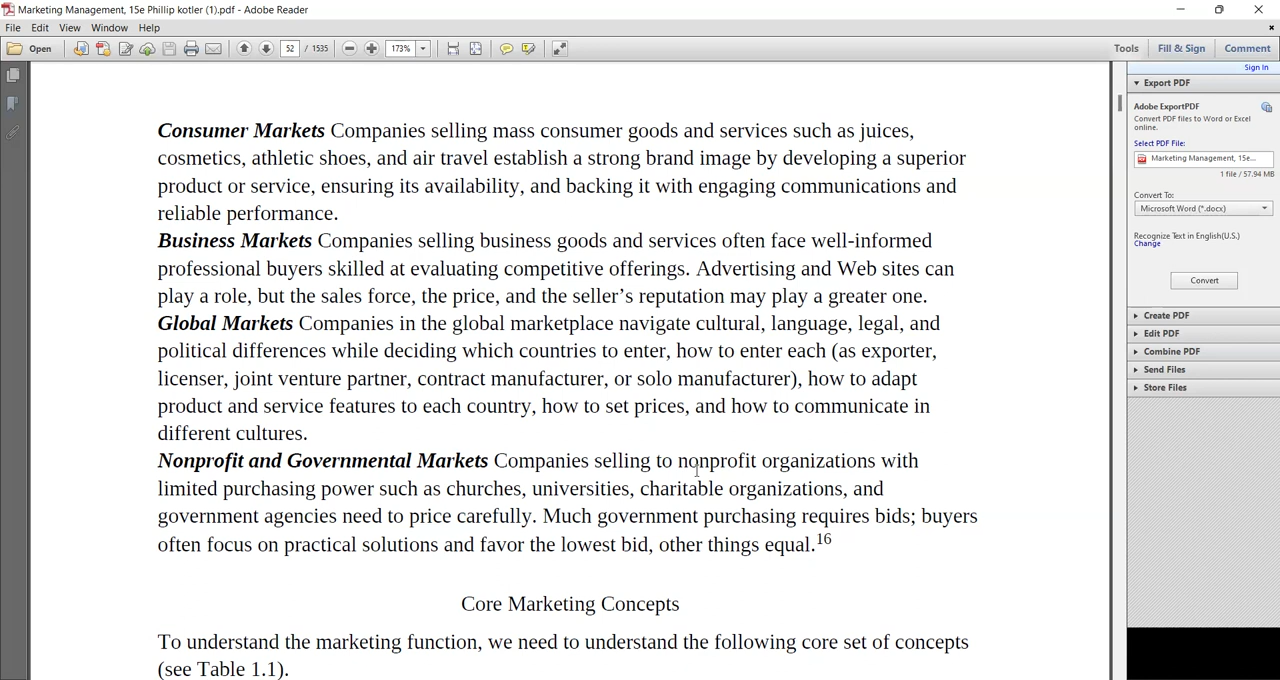 Marketing Management, 15e Phillip kotler (1).pdf - Adobe Reader
File Edit View Window Help
Open 52 / 1535 173% Tools Fill & Sign Comment
Sign In
Export PDF
Adobe ExportPDF
Convert PDF files to Word or Excel
online.
Select PDF File:
Marketing Management, 15e...
1 file / 57.94 MB
Convert To:
Microsoft Word (*.docx)
Recognize Text in English(U.S.)
Change
Convert
Create PDF
Edit PDF
Combine PDF
Send Files
Store Files
Consumer Markets Companies selling mass consumer goods and services such as juices,
cosmetics, athletic shoes, and air travel establish a strong brand image by developing a superior
product or service, ensuring its availability, and backing it with engaging communications and
reliable performance.
Business Markets Companies selling business goods and services often face well-informed
professional buyers skilled at evaluating competitive offerings. Advertising and Web sites can
play a role, but the sales force, the price, and the seller’s reputation may play a greater one.
Global Markets Companies in the global marketplace navigate cultural, language, legal, and
political differences while deciding which countries to enter, how to enter each (as exporter,
licenser, joint venture partner, contract manufacturer, or solo manufacturer), how to adapt
product and service features to each country, how to set prices, and how to communicate in
different cultures.
Nonprofit and Governmental Markets Companies selling to nonprofit organizations with
limited purchasing power such as churches, universities, charitable organizations, and
government agencies need to price carefully. Much government purchasing requires bids; buyers
often focus on practical solutions and favor the lowest bid, other things equal.16
Core Marketing Concepts
To understand the marketing function, we need to understand the following core set of concepts
(see Table 1.1).